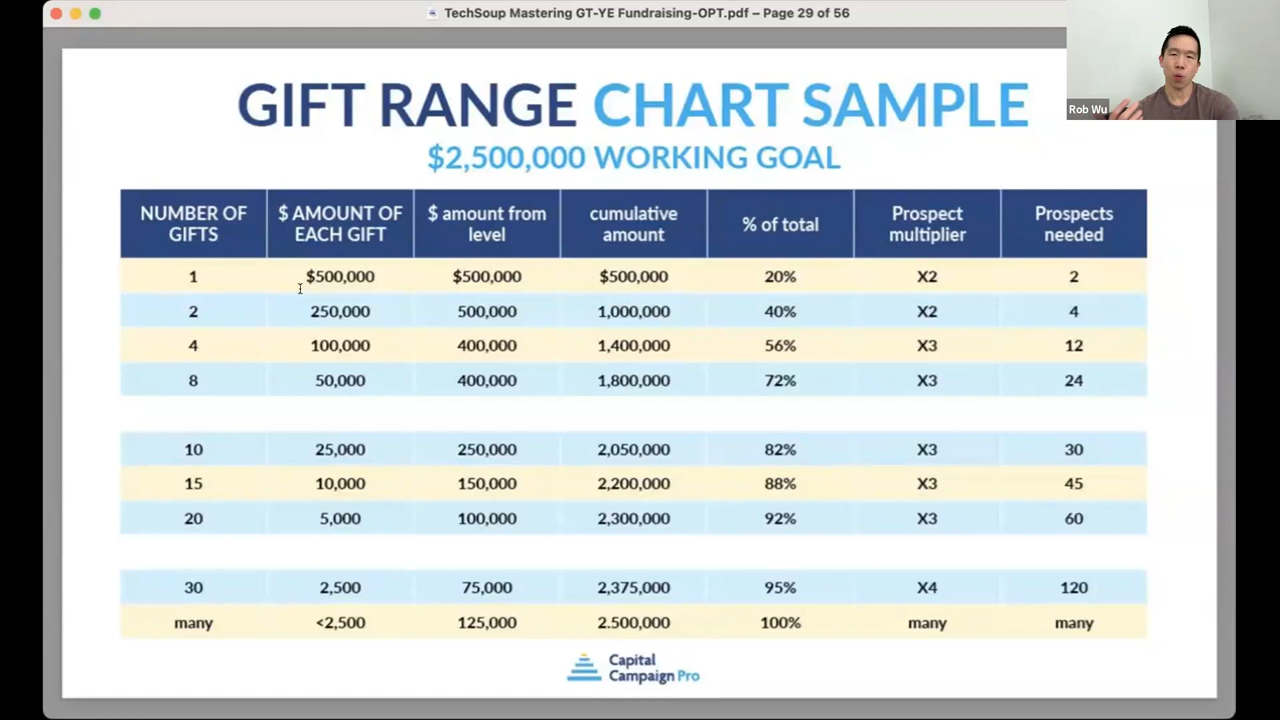 TechSoup Mastering GT-YE Fundraising-OPT.pdf – Page 29 of 56
Rob Wu
GIFT RANGE CHART SAMPLE
$2,500,000 WORKING GOAL
NUMBER OF GIFTS $ AMOUNT OF EACH GIFT $ amount from level cumulative amount % of total Prospect multiplier Prospects needed
1 $500,000 $500,000 $500,000 20% X2 2
2 250,000 500,000 1,000,000 40% X2 4
4 100,000 400,000 1,400,000 56% X3 12
8 50,000 400,000 1,800,000 72% X3 24
10 25,000 250,000 2,050,000 82% X3 30
15 10,000 150,000 2,200,000 88% X3 45
20 5,000 100,000 2,300,000 92% X3 60
30 2,500 75,000 2,375,000 95% X4 120
many <2,500 125,000 2.500,000 100% many many
Capital
Campaign Pro